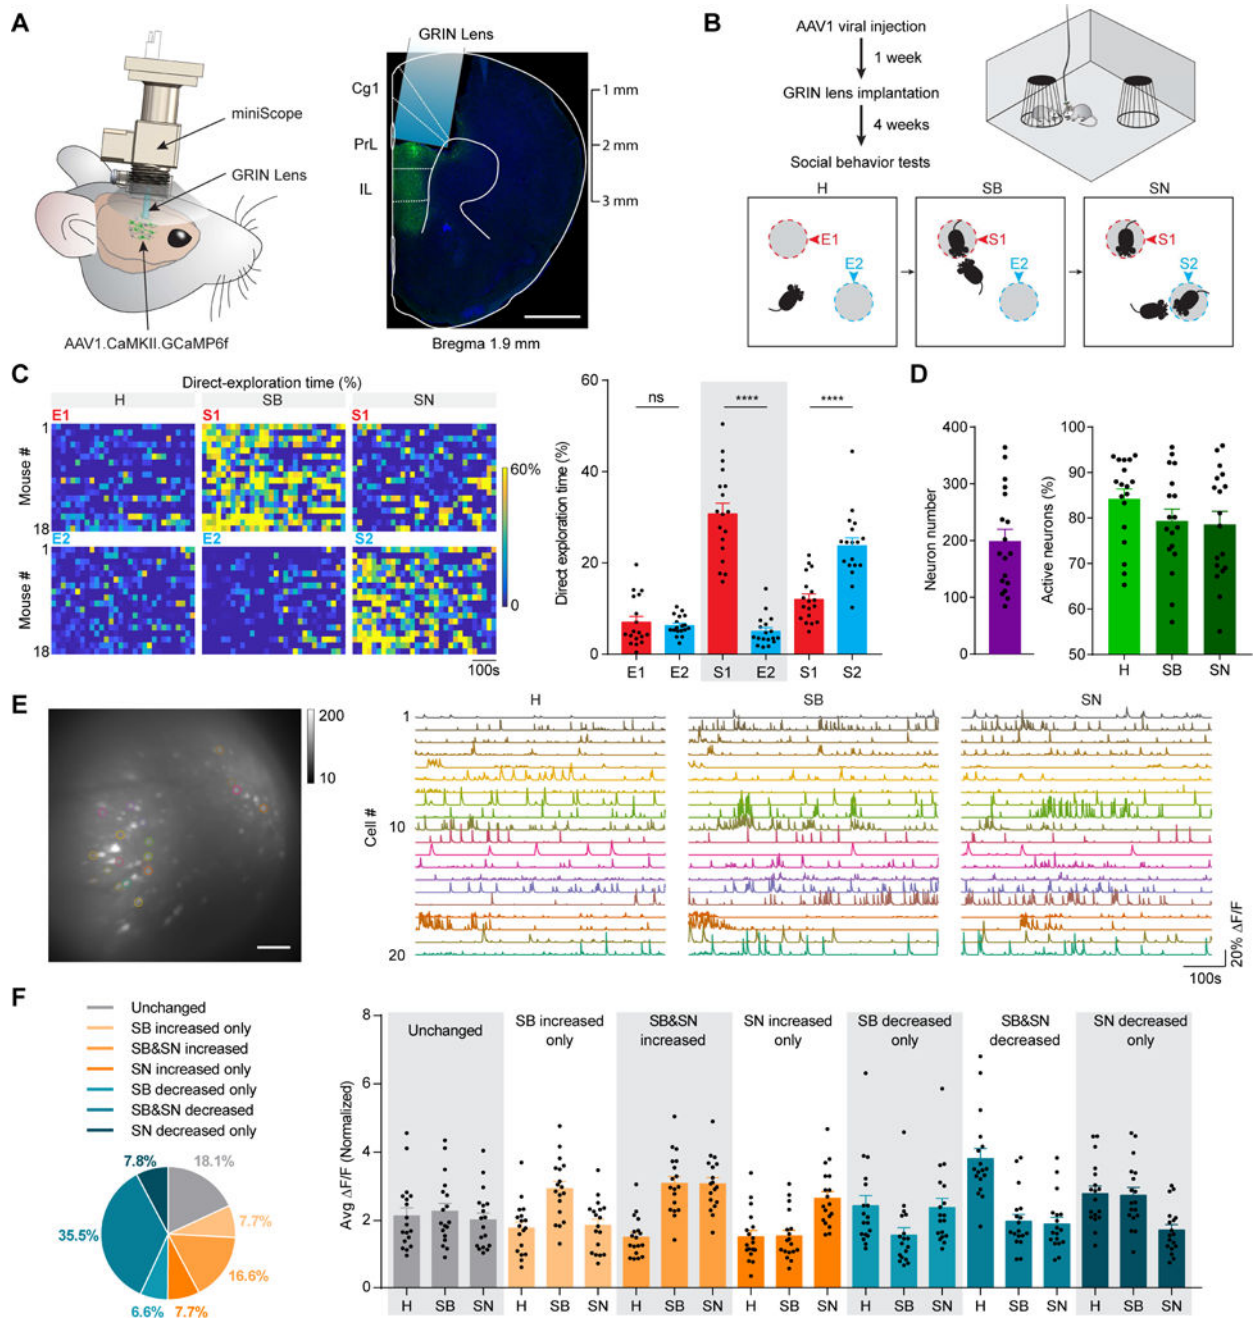 A
GRIN Lens
miniScope
GRIN Lens
AAV1.CaMKII.GCaMP6f
Cg1
PrL
IL
1 mm
2 mm
3 mm
Bregma 1.9 mm
B
AAV1 viral injection
1 week
GRIN lens implantation
4 weeks
Social behavior tests
H
SB
SN
E1
E2
S1
E2
S1
S2
C
Direct-exploration time (%)
H
SB
SN
E1
S1
S1
1
Mouse #
18
E2
E2
S2
1
Mouse #
18
60%
0
100s
Direct exploration time (%)
60
40
20
0
ns
****
****
E1
E2
S1
E2
S1
S2
D
Neuron number
400
300
200
100
0
Active neurons (%)
100
90
80
70
60
50
H
SB
SN
E
200
10
H
SB
SN
Cell #
1
10
20
20% ΔF/F
100s
F
Unchanged
SB increased only
SB&SN increased
SN increased only
SB decreased only
SB&SN decreased
SN decreased only
7.8%
18.1%
7.7%
35.5%
16.6%
6.6%
7.7%
Avg ΔF/F (Normalized)
8
6
4
2
0
Unchanged
SB increased
only
SB&SN
increased
SN increased
only
SB decreased
only
SB&SN
decreased
SN decreased
only
H SB SN H SB SN H SB SN H SB SN H SB SN H SB SN H SB SN